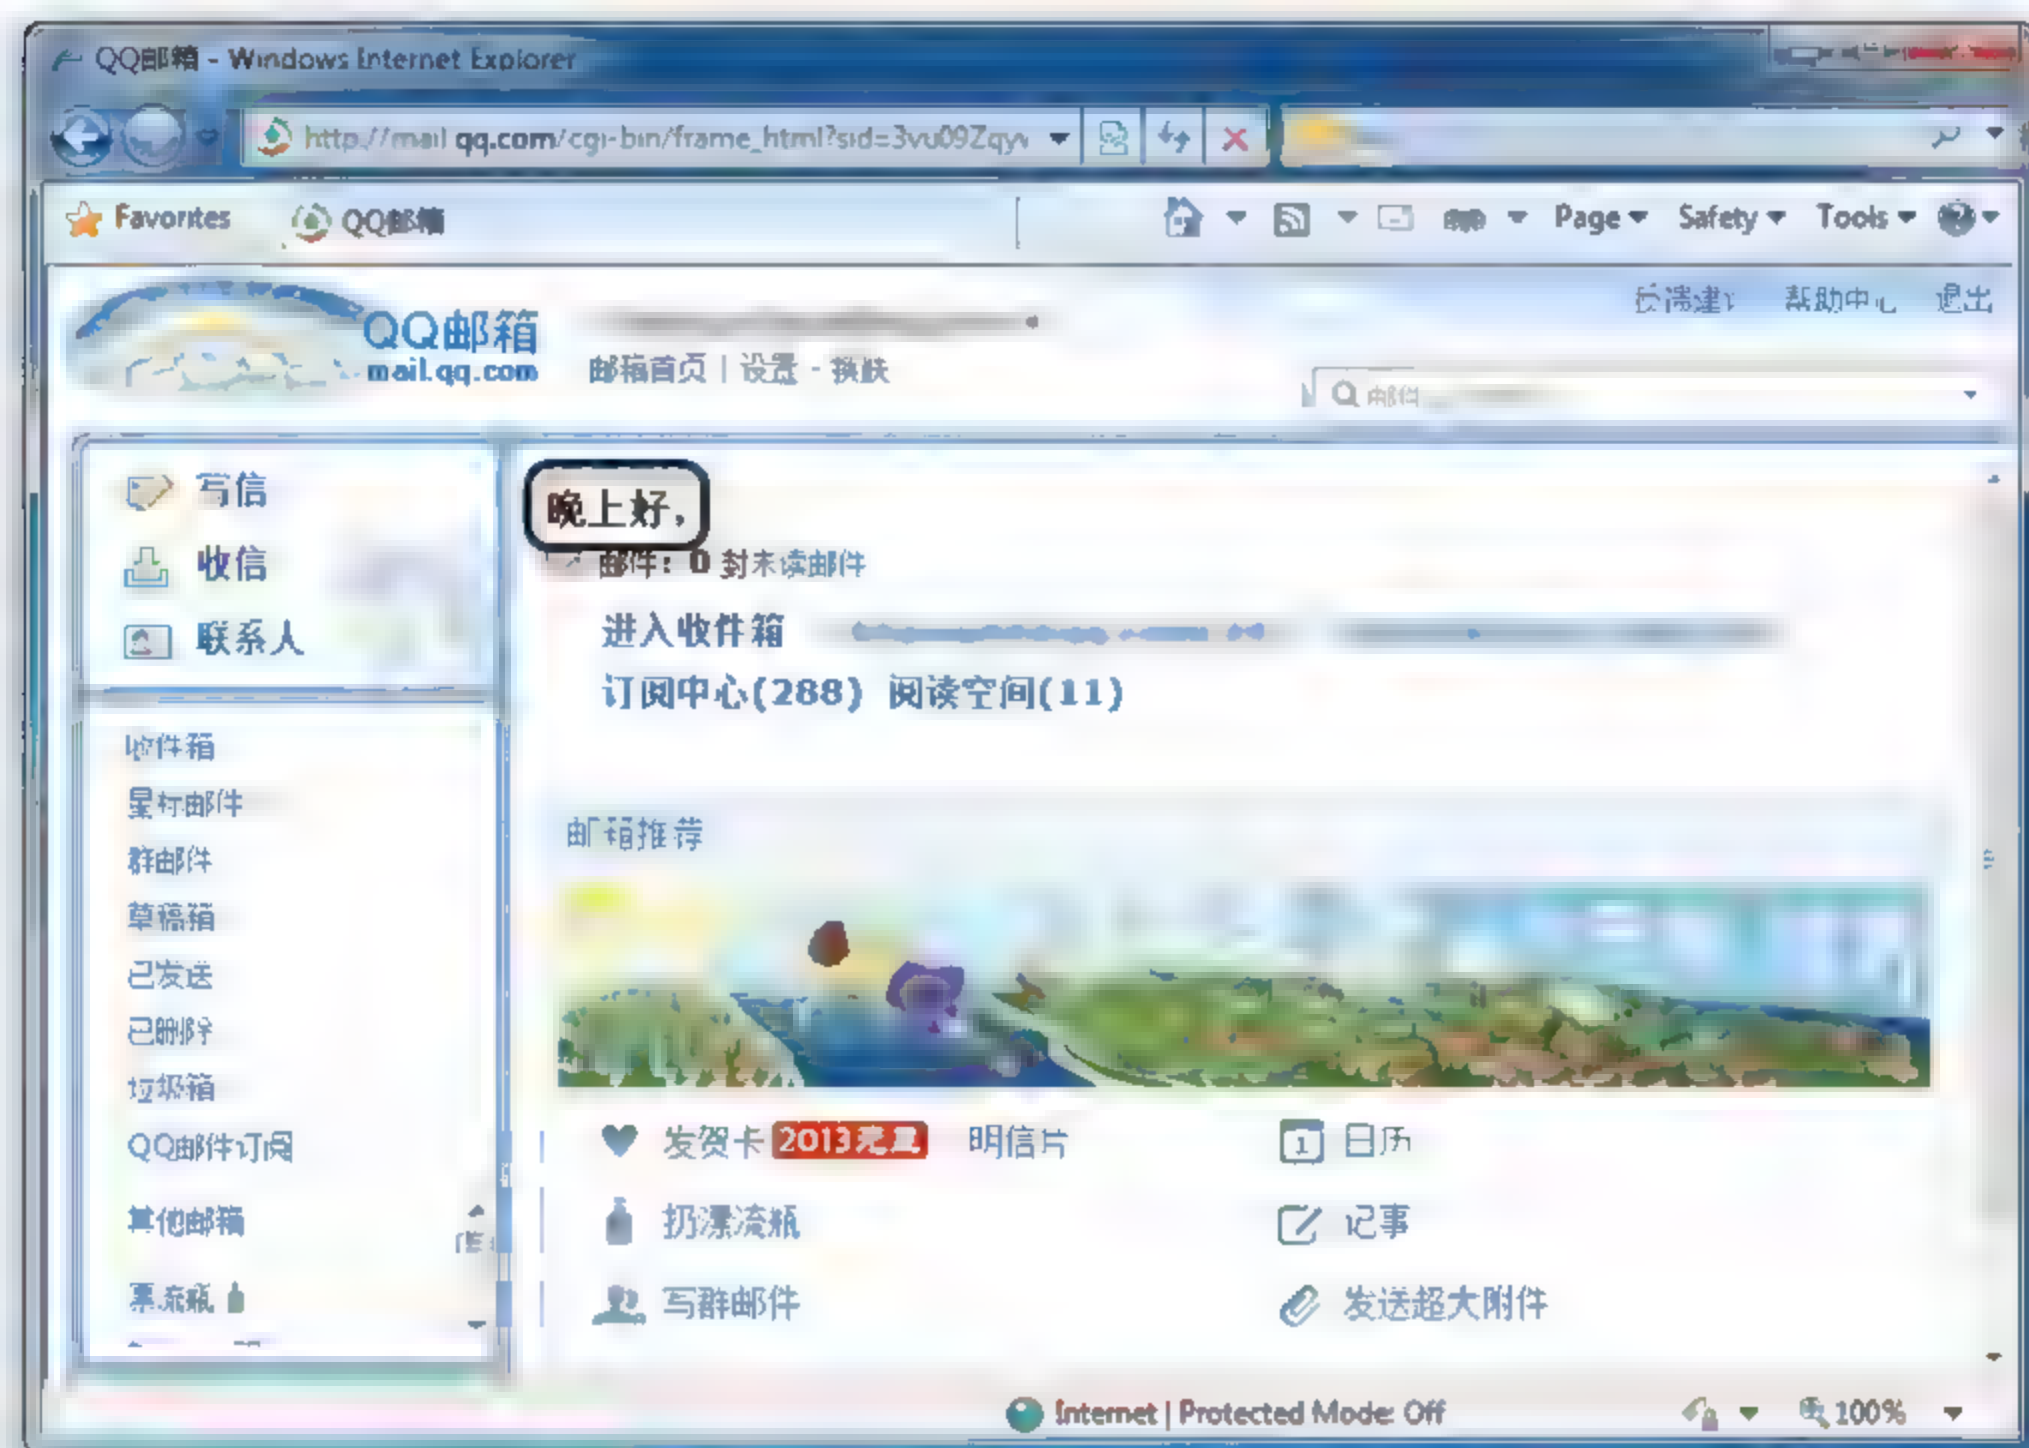 QQ邮箱 - Windows Internet Explorer
http://mail.qq.com/cgi-bin/frame_html?sid=3vu09Zqyv
Favorites QQ邮箱 Page Safety Tools
帮助中心 退出
QQ邮箱
mail.qq.com
邮箱首页 | 设置 - 换肤
邮件
写信
收信
联系人
晚上好,
邮件: 0 封未读邮件
进入收件箱
订阅中心(288) 阅读空间(11)
收件箱
星标邮件
群邮件
草稿箱
已发送
已删除
垃圾箱
QQ邮件订阅
其他邮箱
漂流瓶
邮箱推荐
发贺卡 2013 明信片 1 日历
扔漂流瓶 记事
写群邮件 发送超大附件
Internet | Protected Mode: Off 100%